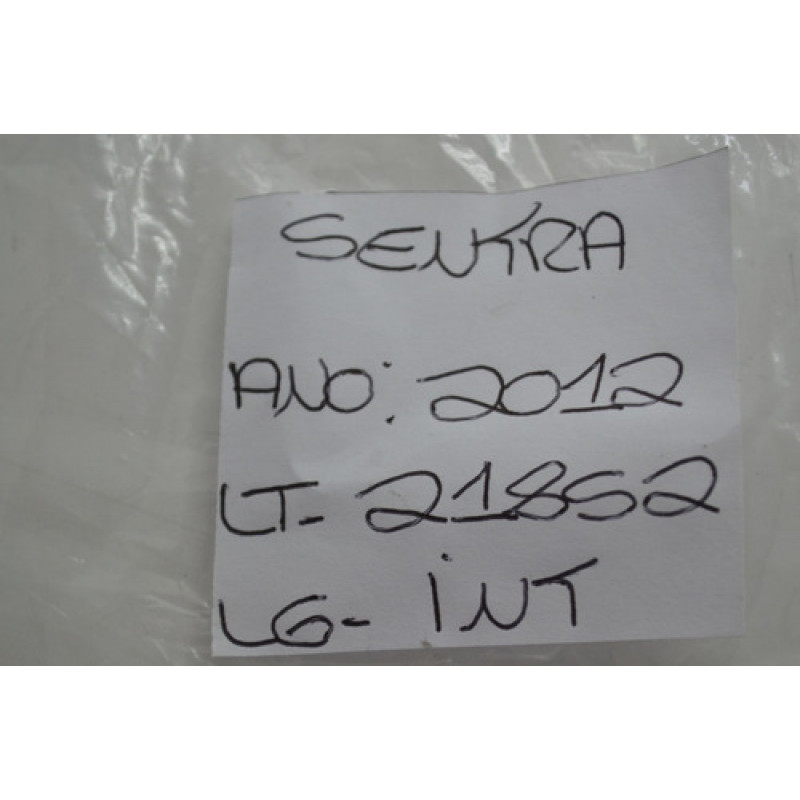 SENTRA
ANO: 2012
LT- 21852
LG- INT